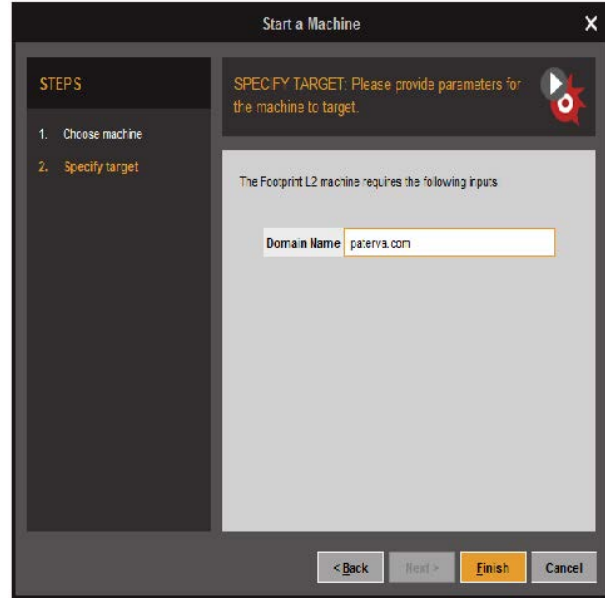 Start a Machine
STEPS
1. Choose machine
2. Specify target
SPECIFY TARGET: Please provide parameters for
the machine to target.
The Footprint L2 machine requires the following inputs
Domain Name paterva.com
< Back Next > Finish Cancel